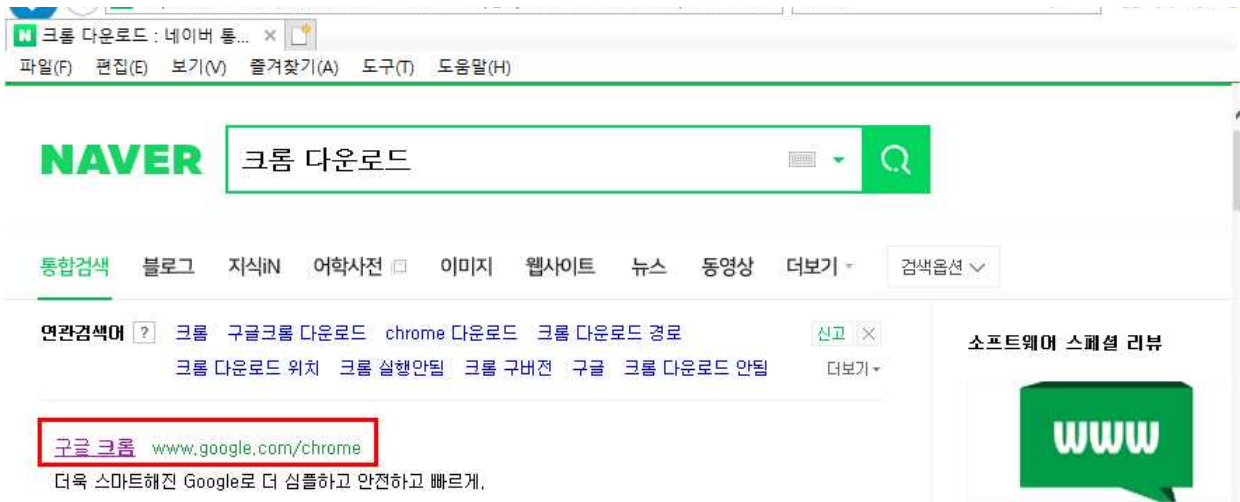 크롬 다운로드 : 네이버 통...
파일(F) 편집(E) 보기(V) 즐겨찾기(A) 도구(T) 도움말(H)
NAVER 크롬 다운로드
통합검색 블로그 지식iN 어학사전 이미지 웹사이트 뉴스 동영상 더보기 검색옵션
연관검색어 ? 크롬 구글크롬 다운로드 chrome 다운로드 크롬 다운로드 경로 신고
크롬 다운로드 위치 크롬 실행안됨 크롬 구버전 구글 크롬 다운로드 안됨 더보기
소프트웨어 스페셜 리뷰
www
구글 크롬 www.google.com/chrome
더욱 스마트해진 Google로 더 심플하고 안전하고 빠르게.